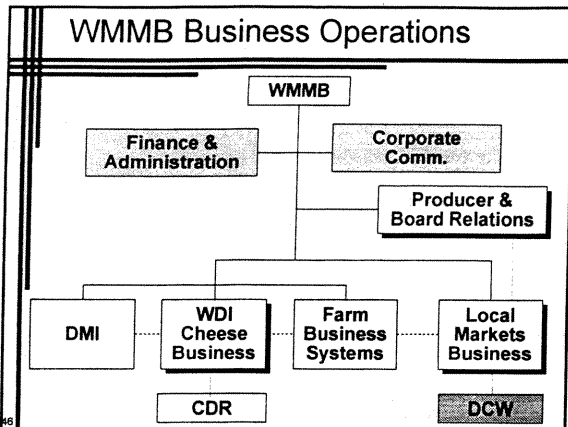 WMMB Business Operations
WMMB
Finance &
Administration
Corporate
Comm.
Producer &
Board Relations
DMI
WDI
Cheese
Business
Farm
Business
Systems
Local
Markets
Business
CDR
DCW
46